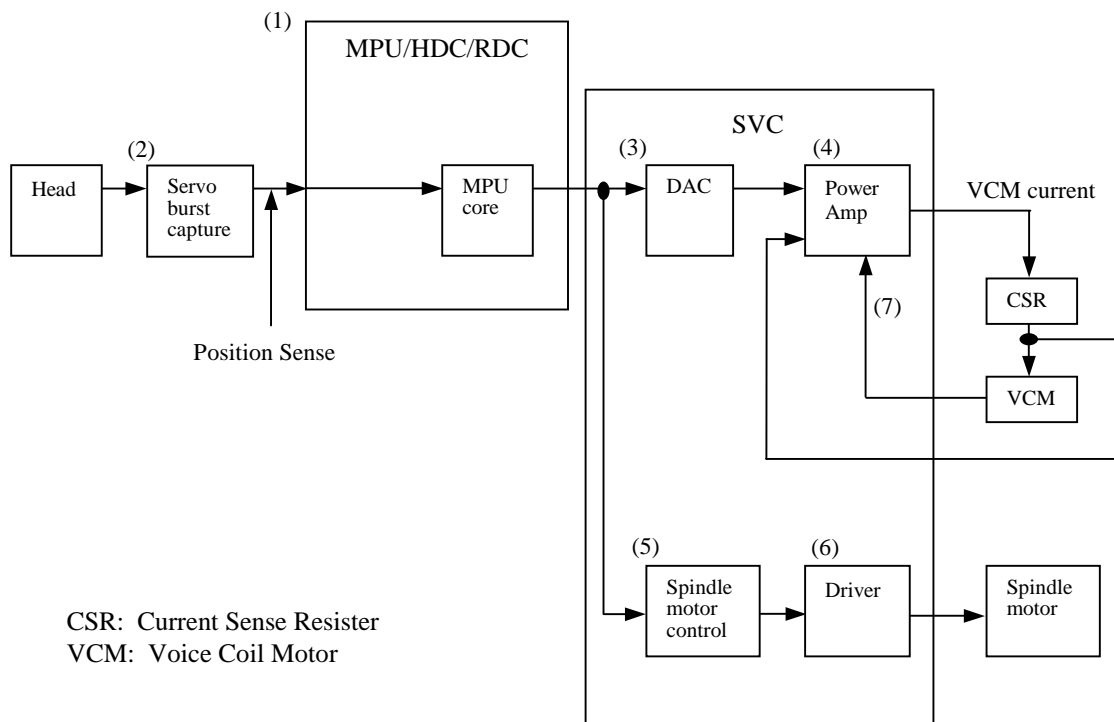 (1)
MPU/HDC/RDC
SVC
(2)
(3)
(4)
Head
Servo
burst
capture
MPU
core
DAC
Power
Amp
VCM current
CSR
(7)
Position Sense
VCM
(5)
(6)
Spindle
motor
control
Driver
Spindle
motor
CSR: Current Sense Resister
VCM: Voice Coil Motor